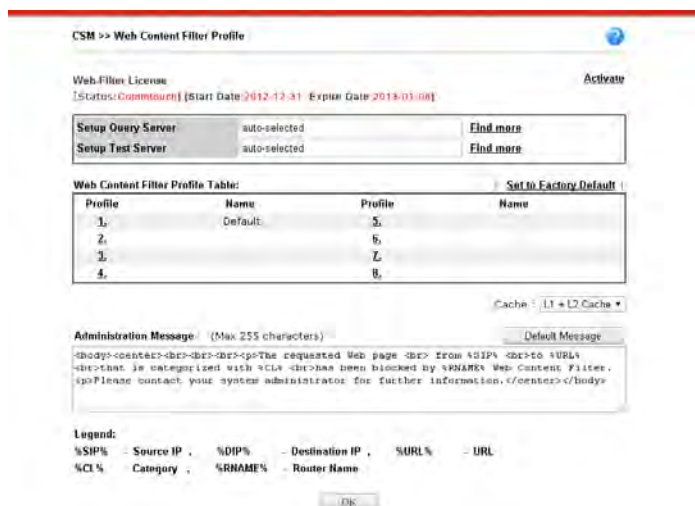 CSM >> Web Content Filter Profile
Web-Filter License
Activate
[Status:Commtouch] [Start Date:2012-12-31 Expire Date:2013-01-08]
Setup Query Server auto-selected Find more
Setup Test Server auto-selected Find more
Web Content Filter Profile Table: | Set to Factory Default |
Profile Name Profile Name
1. Default 5.
2. 6.
3. 7.
4. 8.
Cache : L1 + L2 Cache
Administration Message (Max 255 characters) Default Message
<body><center><br><br><br><p>The requested Web page <br> from %SIP% <br>to %URL%
<br>that is categorized with %CL% <br>has been blocked by %RNAME% Web Content Filter.
<p>Please contact your system administrator for further information.</center></body>
Legend:
%SIP% - Source IP , %DIP% - Destination IP , %URL% - URL
%CL% - Category , %RNAME% - Router Name
OK